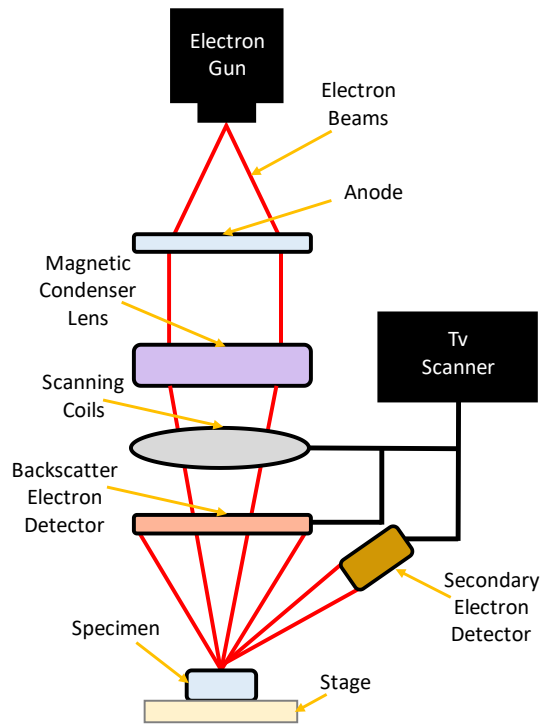 Electron
Gun
Electron
Beams
Anode
Magnetic
Condenser
Lens
Tv
Scanner
Scanning
Coils
Backscatter
Electron
Detector
Secondary
Electron
Detector
Specimen
Stage